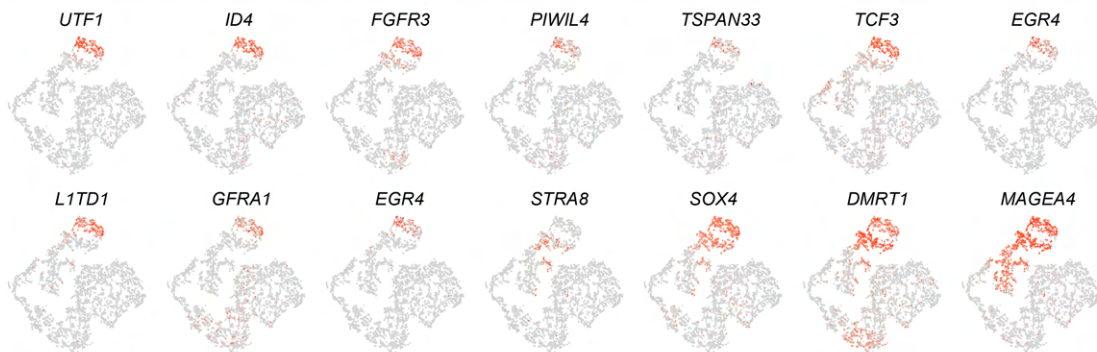 UTF1 ID4 FGFR3 PIWIL4 TSPAN33 TCF3 EGR4
L1TD1 GFRA1 EGR4 STRA8 SOX4 DMRT1 MAGEA4